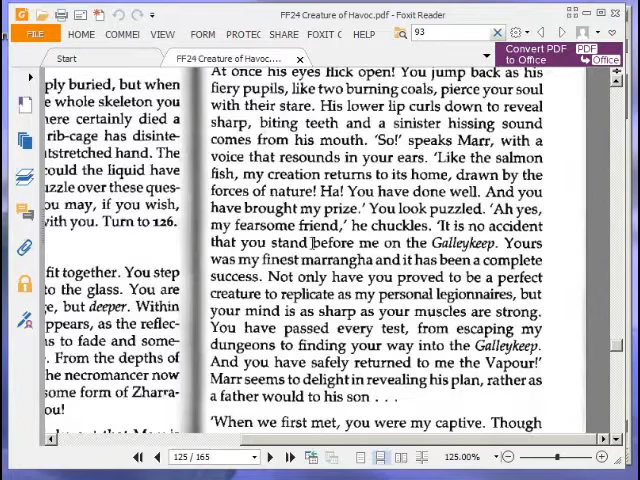 FF24 Creature of Havoc.pdf - Foxit Reader
FILE HOME COMMEN VIEW FORM PROTEC SHARE FOXIT C HELP 93
Start FF24 Creature of Havoc....
Convert PDF to Office PDF Office
ply buried, but when
e whole skeleton you
here certainly died a
rib-cage has disinte-
utstretched hand. The
could the liquid have
uzzle over these ques-
ou may, if you wish,
with you. Turn to 126.
fit together. You step
to the glass. You are
ge, but deeper. Within
ppears, as the reflec-
ns to fade and some-
. From the depths of
he necromancer now
some form of Zharra-
ou!
At once his eyes flick open! You jump back as his
fiery pupils, like two burning coals, pierce your soul
with their stare. His lower lip curls down to reveal
sharp, biting teeth and a sinister hissing sound
comes from his mouth. 'So!' speaks Marr, with a
voice that resounds in your ears. 'Like the salmon
fish, my creation returns to its home, drawn by the
forces of nature! Ha! You have done well. And you
have brought my prize.' You look puzzled. 'Ah yes,
my fearsome friend,' he chuckles. 'It is no accident
that you stand before me on the Galleykeep. Yours
was my finest marrangha and it has been a complete
success. Not only have you proved to be a perfect
creature to replicate as my personal legionnaires, but
your mind is as sharp as your muscles are strong.
You have passed every test, from escaping my
dungeons to finding your way into the Galleykeep.
And you have safely returned to me the Vapour!'
Marr seems to delight in revealing his plan, rather as
a father would to his son . . .
'When we first met, you were my captive. Though
125 / 165 125.00%